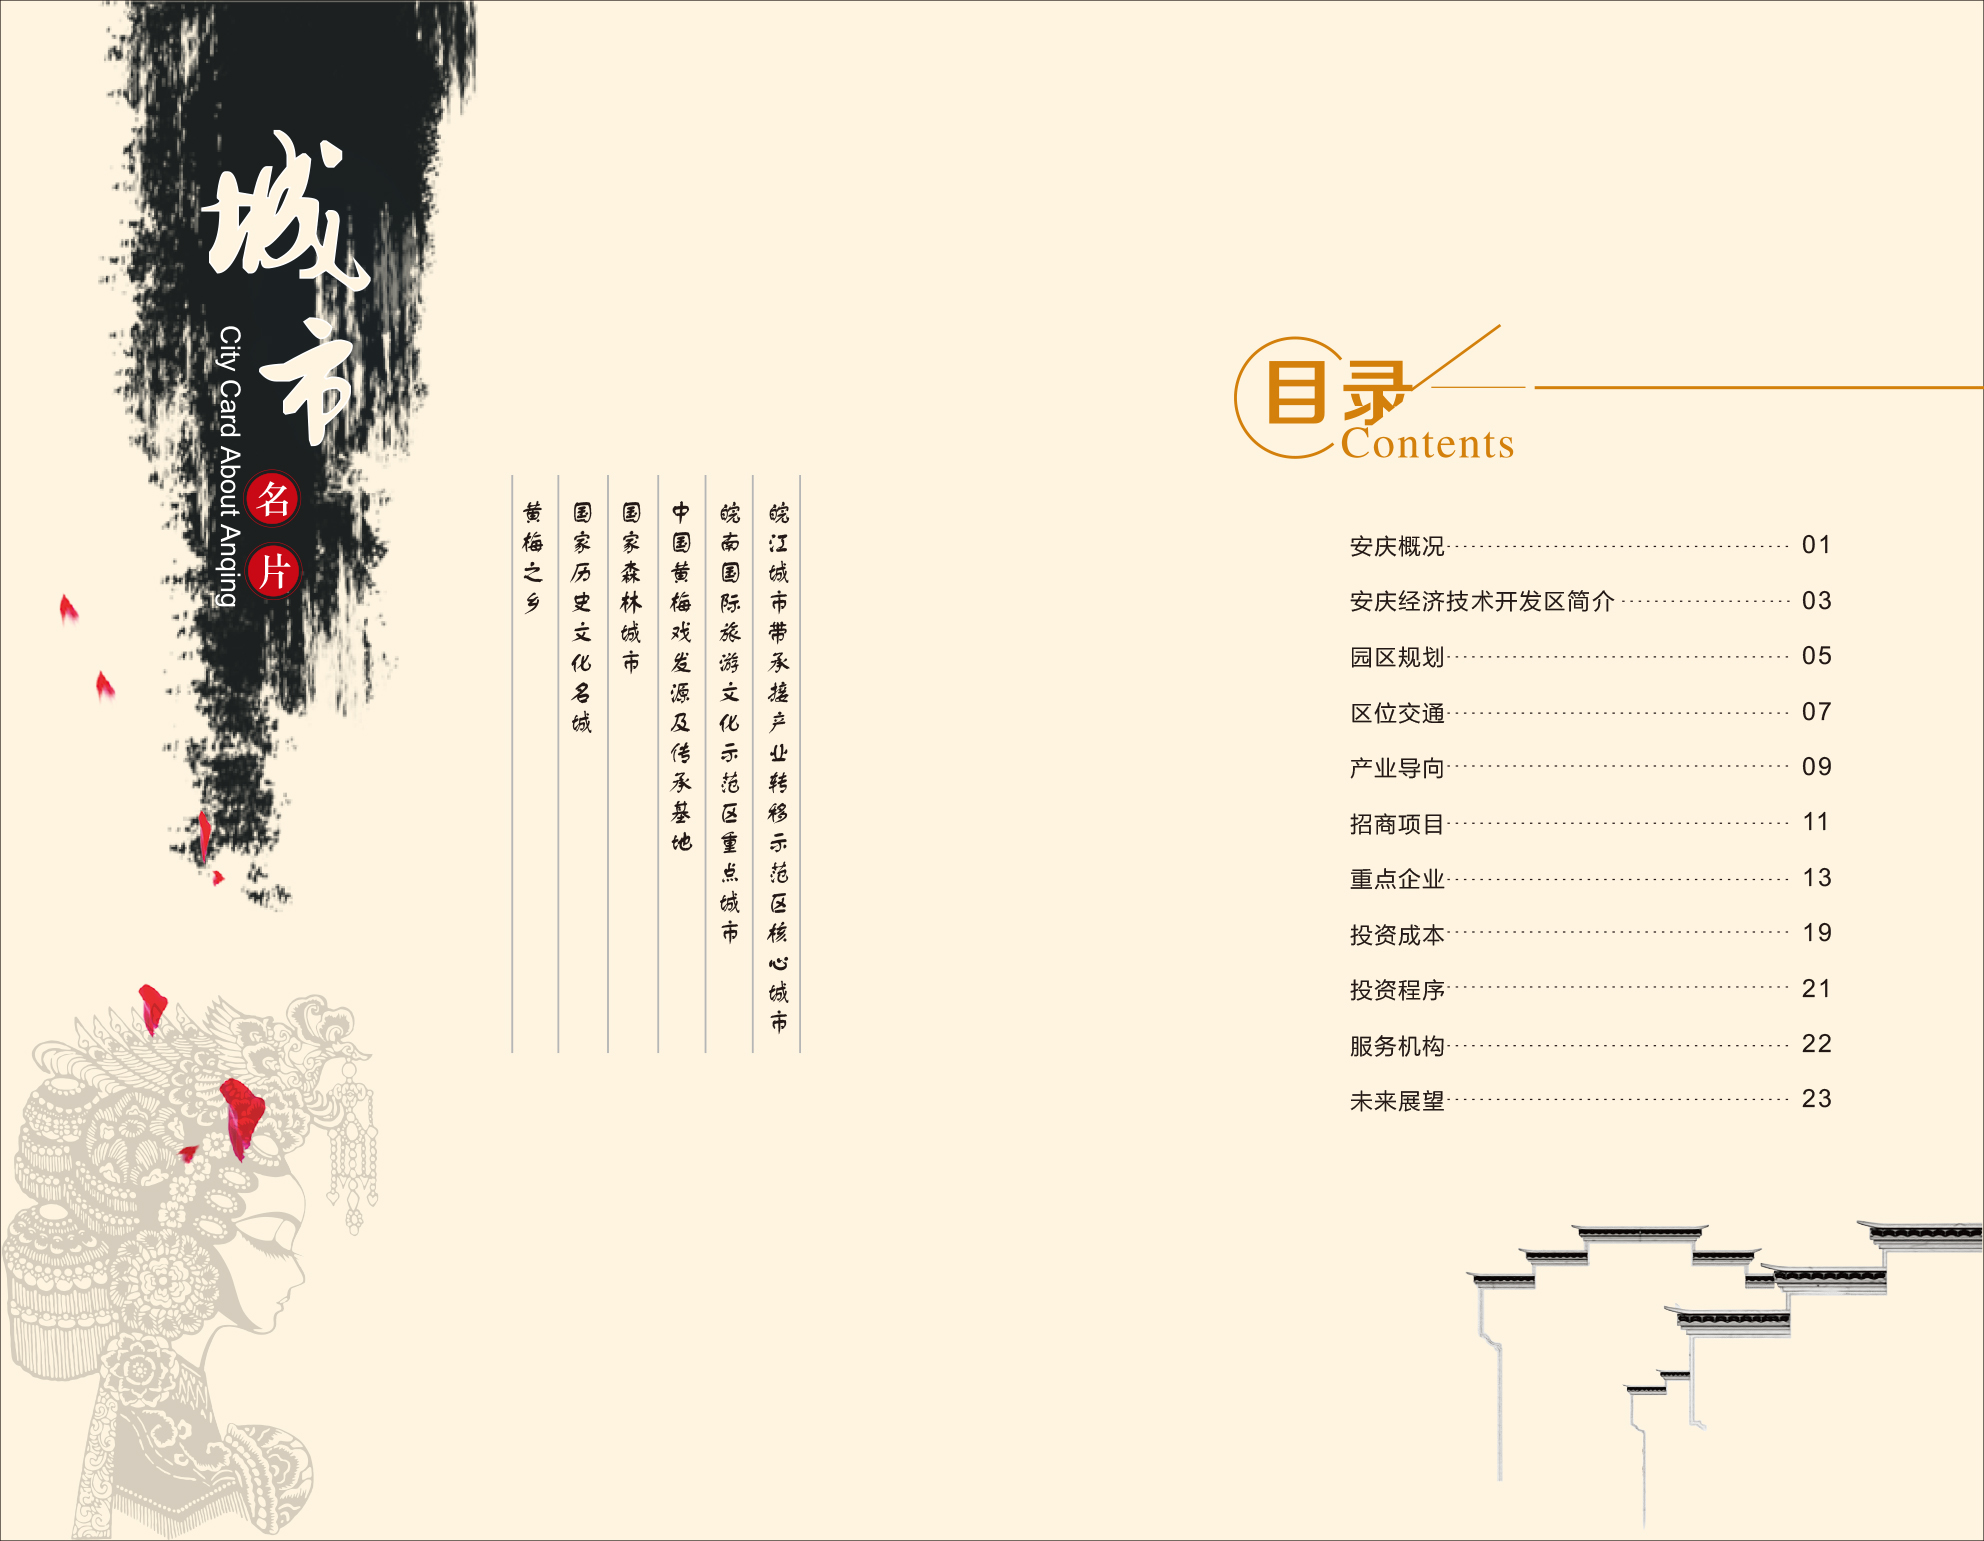 城市
名片
City Card About Anqing
皖江城市带承接产业转移示范区核心城市
皖南国际旅游文化示范区重点城市
中国黄梅戏发源及传承基地
国家森林城市
国家历史文化名城
黄梅之乡
目录
Contents
安庆概况 01
安庆经济技术开发区简介 03
园区规划 05
区位交通 07
产业导向 09
招商项目 11
重点企业 13
投资成本 19
投资程序 21
服务机构 22
未来展望 23